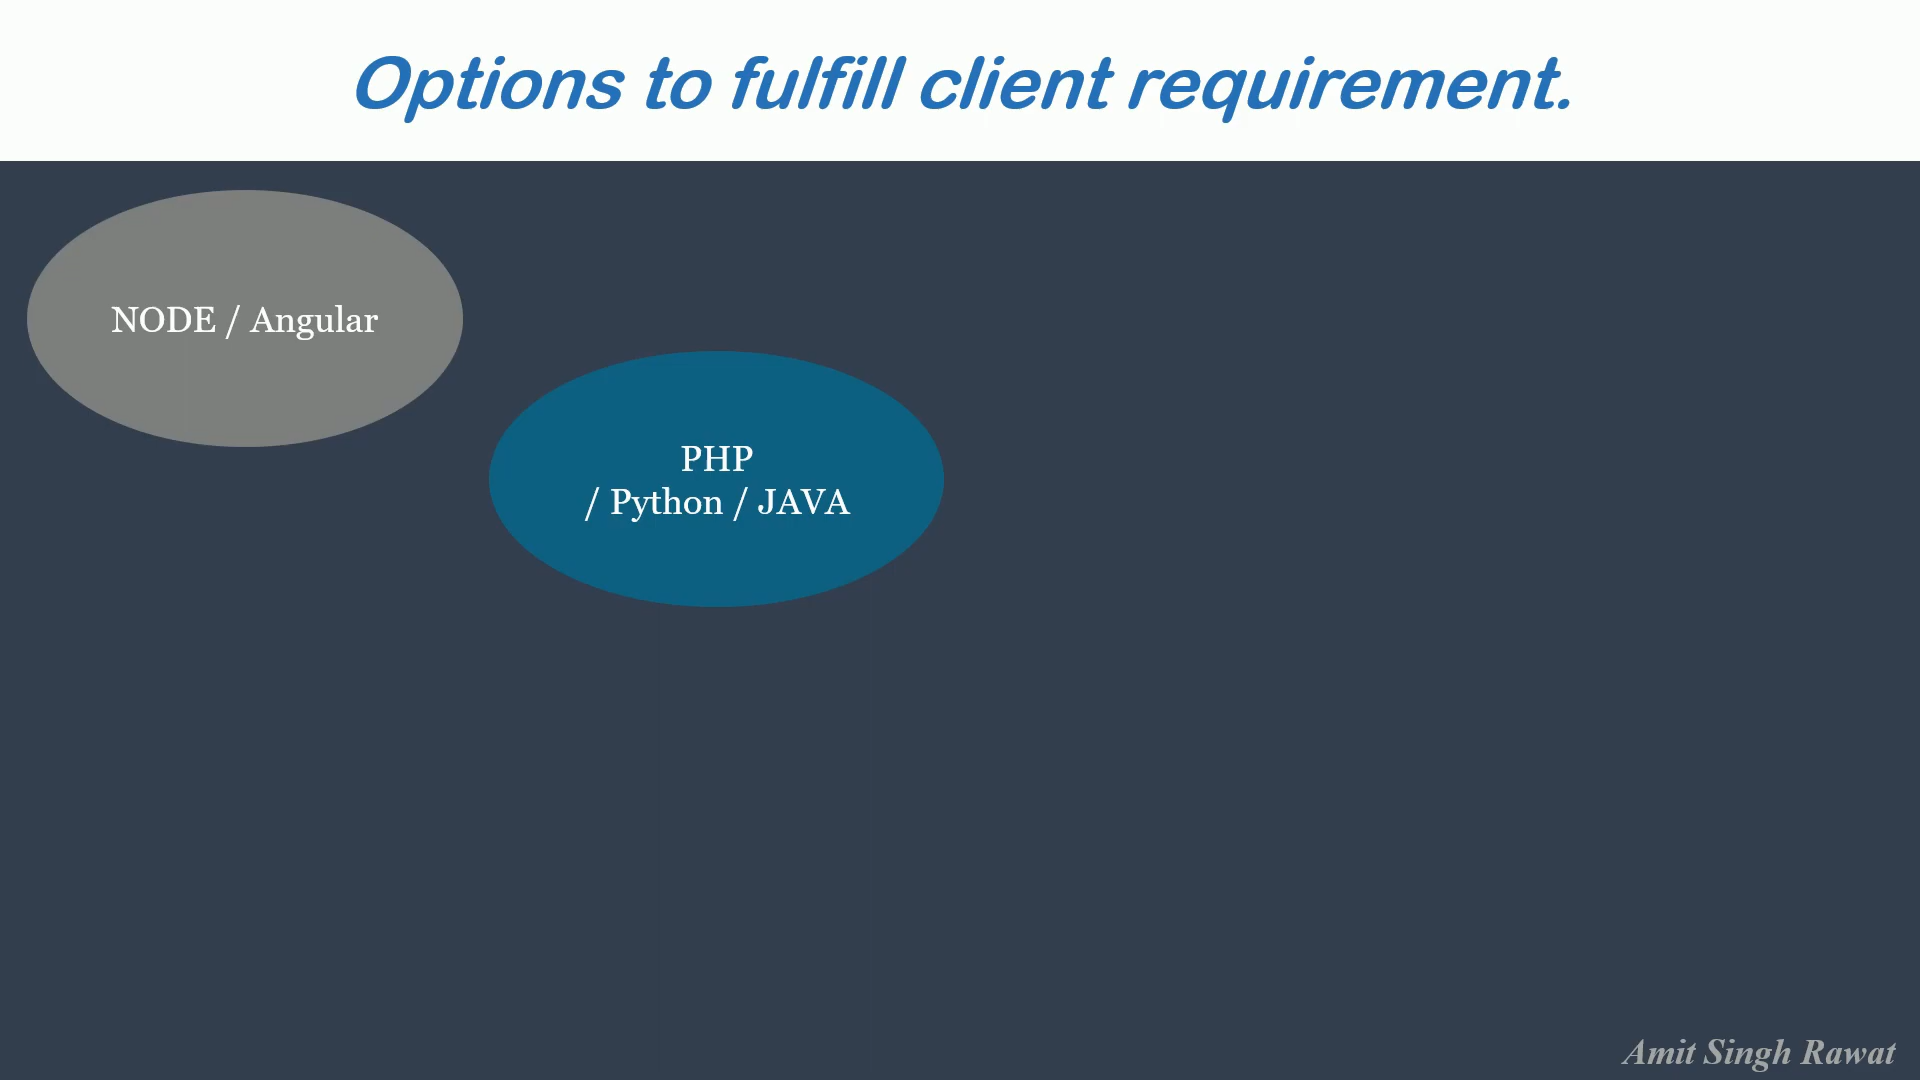 Options to fulfill client requirement.
NODE / Angular
PHP
/ Python / JAVA
Amit Singh Rawat